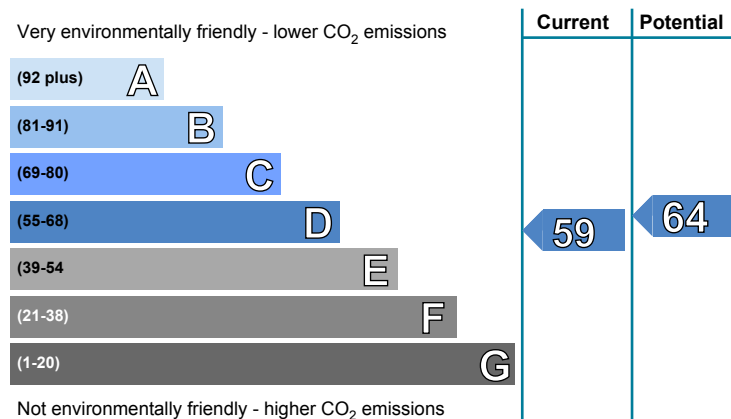 Very environmentally friendly - lower CO₂ emissions
Current
Potential
(92 plus) A
(81-91) B
(69-80) C
(55-68) D
(39-54 E
(21-38) F
(1-20) G
59
64
Not environmentally friendly - higher CO₂ emissions